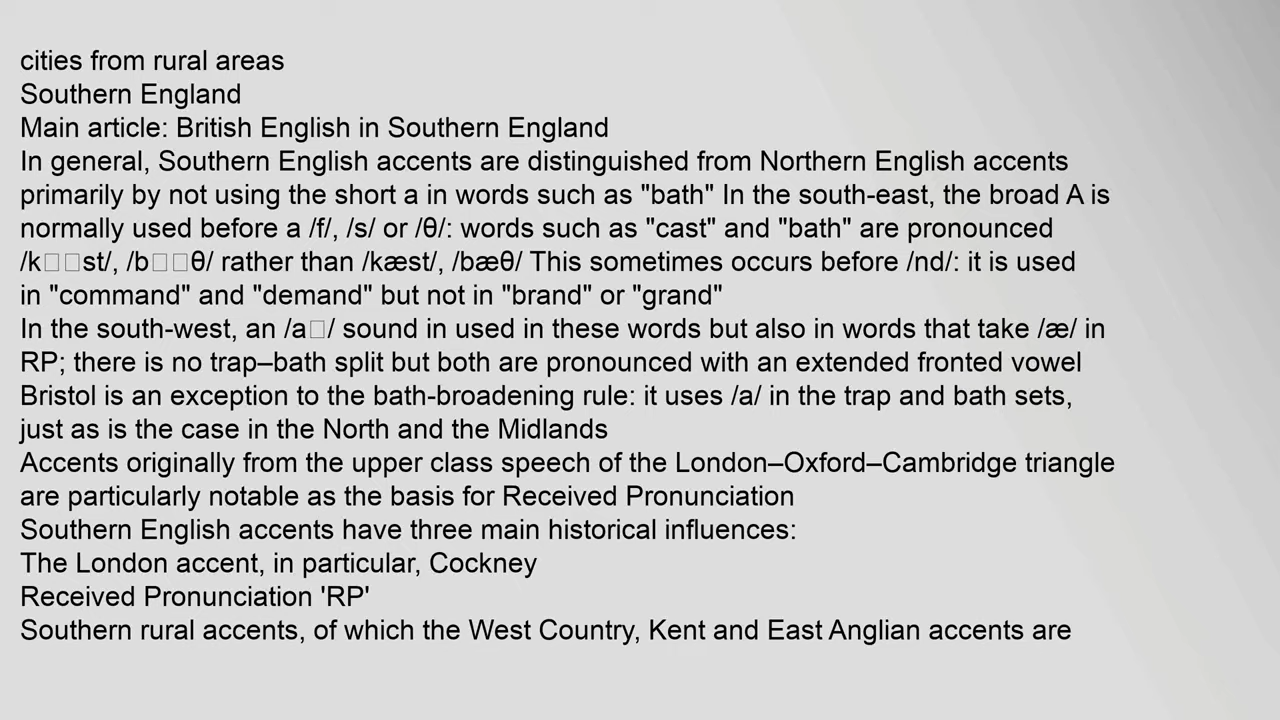 cities from rural areas
Southern England
Main article: British English in Southern England
In general, Southern English accents are distinguished from Northern English accents
primarily by not using the short a in words such as "bath" In the south-east, the broad A is
normally used before a /f/, /s/ or /θ/: words such as "cast" and "bath" are pronounced
/k□□st/, /b□□θ/ rather than /kæst/, /bæθ/ This sometimes occurs before /nd/: it is used
in "command" and "demand" but not in "brand" or "grand"
In the south-west, an /a□/ sound in used in these words but also in words that take /æ/ in
RP; there is no trap–bath split but both are pronounced with an extended fronted vowel
Bristol is an exception to the bath-broadening rule: it uses /a/ in the trap and bath sets,
just as is the case in the North and the Midlands
Accents originally from the upper class speech of the London–Oxford–Cambridge triangle
are particularly notable as the basis for Received Pronunciation
Southern English accents have three main historical influences:
The London accent, in particular, Cockney
Received Pronunciation 'RP'
Southern rural accents, of which the West Country, Kent and East Anglian accents are